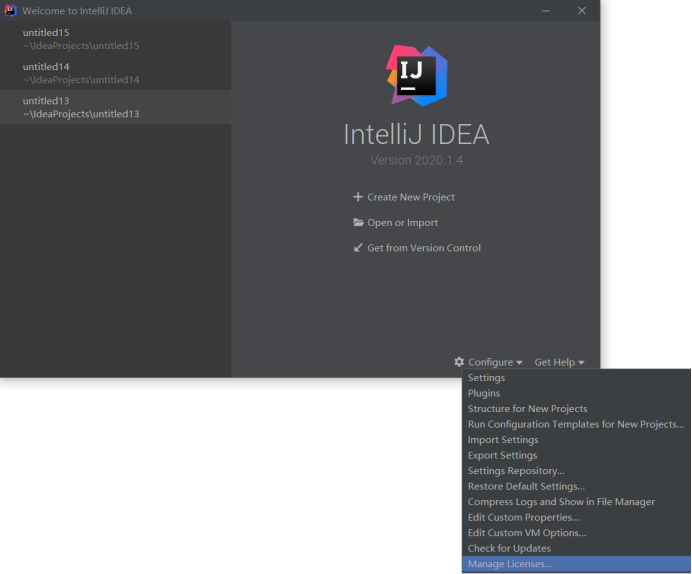 Welcome to IntelliJ IDEA
untitled15
~\IdeaProjects\untitled15
untitled14
~\IdeaProjects\untitled14
untitled13
~\IdeaProjects\untitled13
IJ
IntelliJ IDEA
Version 2020.1.4
Create New Project
Open or Import
Get from Version Control
Configure
Get Help
Settings
Plugins
Structure for New Projects
Run Configuration Templates for New Projects...
Import Settings
Export Settings
Settings Repository...
Restore Default Settings...
Compress Logs and Show in File Manager
Edit Custom Properties...
Edit Custom VM Options...
Check for Updates
Manage Licenses...